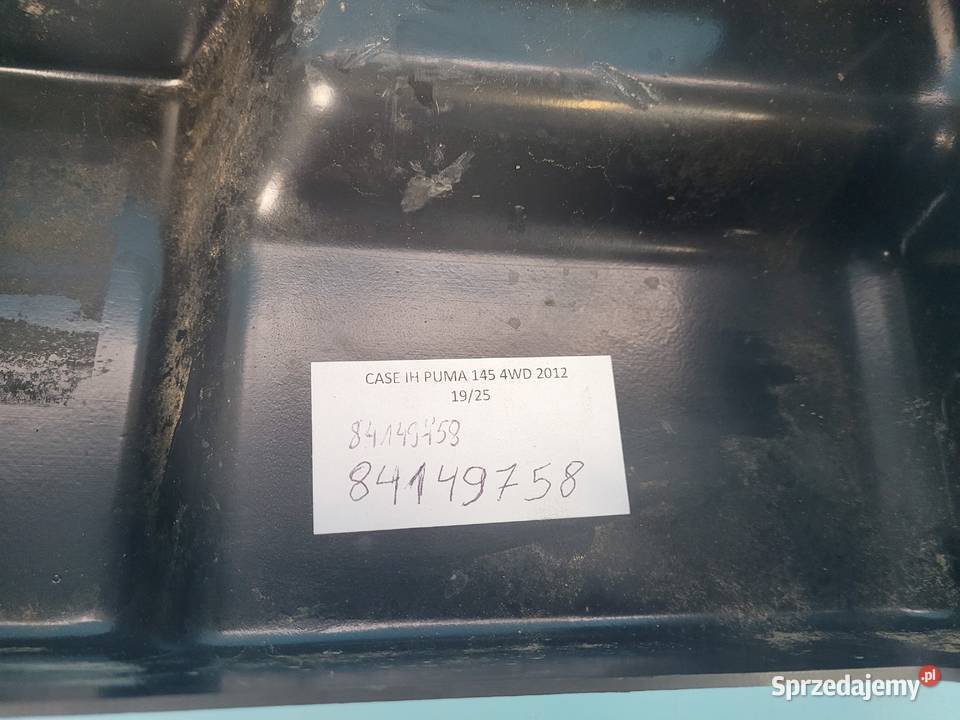 CASE IH PUMA 145 4WD 2012
19/25
84149758
84149758
Sprzedajemy.pl